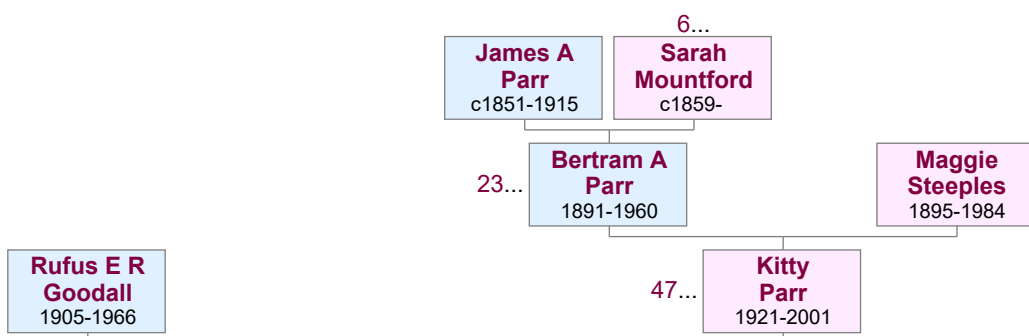 6...
James A
Parr
c1851-1915
Sarah
Mountford
c1859-
23...
Bertram A
Parr
1891-1960
Maggie
Steeples
1895-1984
Rufus E R
Goodall
1905-1966
47...
Kitty
Parr
1921-2001